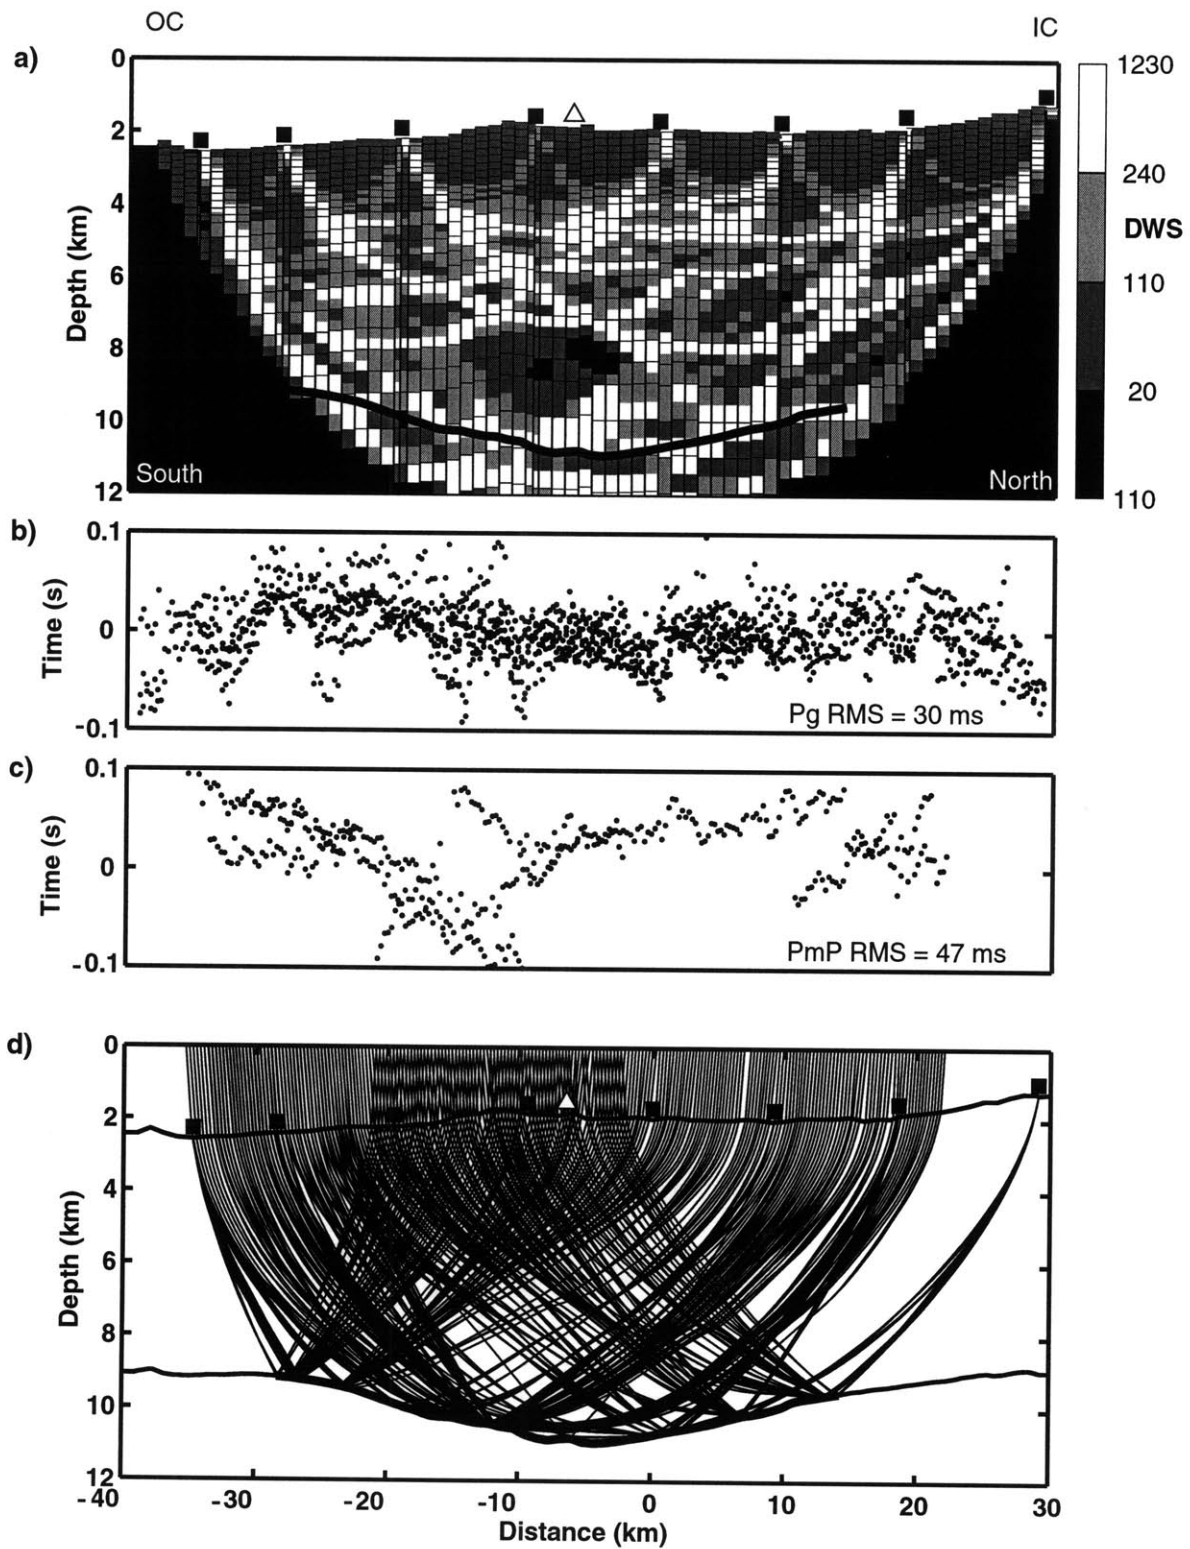 OC IC
a)
0
2
4
6
8
10
12
Depth (km)
South North
1230
240
DWS
110
20
110
b)
0.1
0
-0.1
Time (s)
Pg RMS = 30 ms
c)
0.1
0
-0.1
Time (s)
PmP RMS = 47 ms
d)
0
2
4
6
8
10
12
Depth (km)
-40 -30 -20 -10 0 10 20 30
Distance (km)